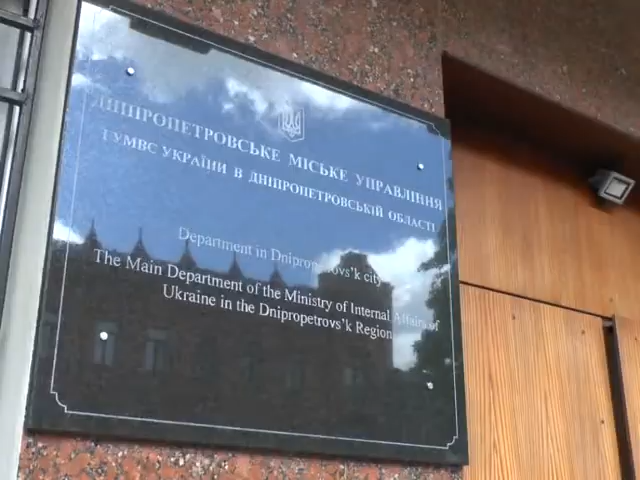 ДНІПРОПЕТРОВСЬКЕ МІСЬКЕ УПРАВЛІННЯ
ГУМВС УКРАЇНИ В ДНІПРОПЕТРОВСЬКІЙ ОБЛАСТІ
Department in Dnipropetrovs'k city
The Main Department of the Ministry of Internal Affairs of
Ukraine in the Dnipropetrovs'k Region